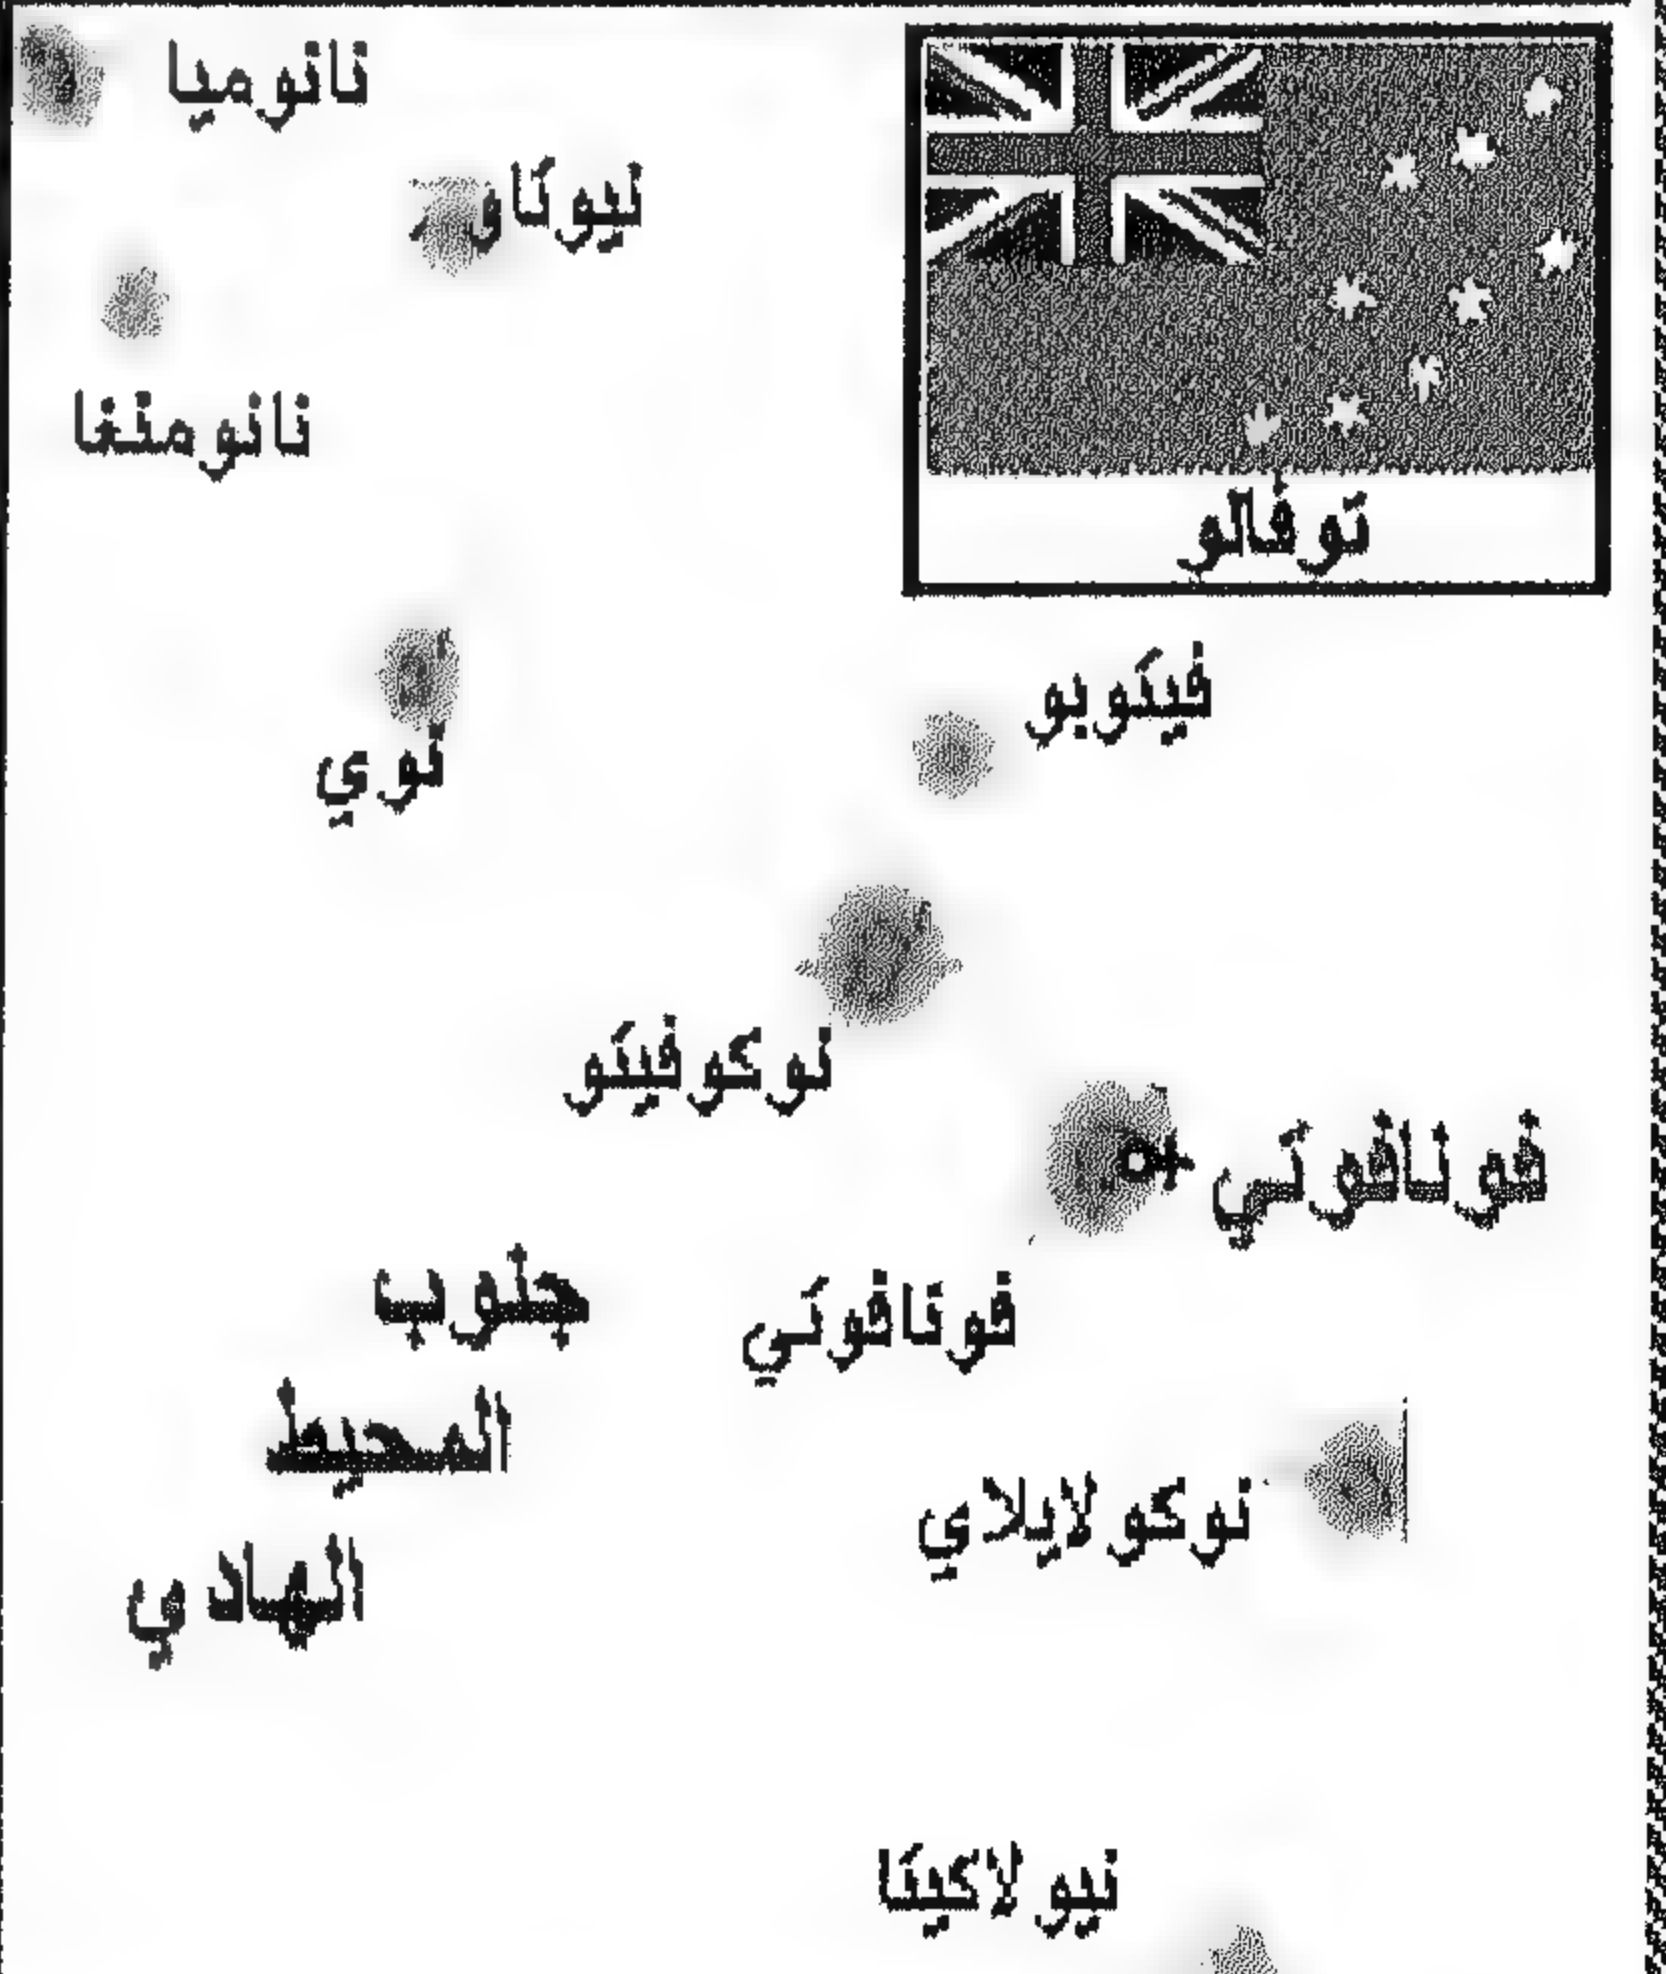 نانوميا
نيوتاو
نانومنغا
توفالو
نوي
فيتوبو
نوكوفيتو
فونافوتي
فونافوتي
جنوب
المحيط
الهادي
نوكولايلاي
نيولاكيتا